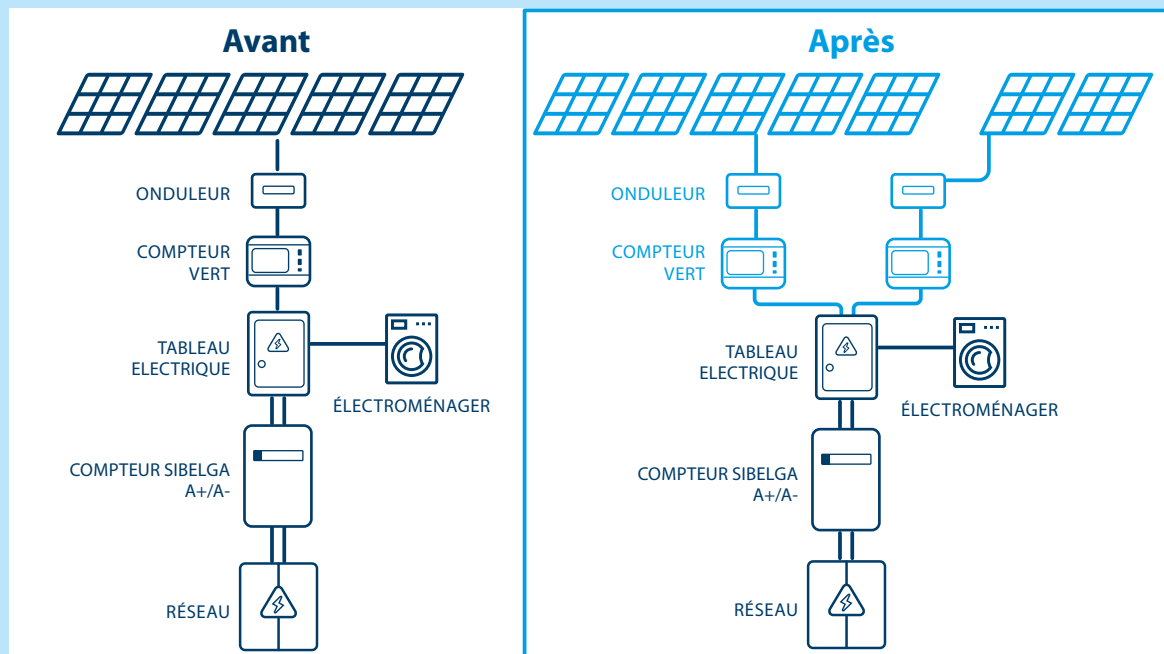 Avant
ONDULEUR
COMPTEUR
VERT
TABLEAU
ELECTRIQUE
ÉLECTROMÉNAGER
COMPTEUR SIBELGA
A+/A-
RÉSEAU
Après
ONDULEUR
COMPTEUR
VERT
TABLEAU
ELECTRIQUE
ÉLECTROMÉNAGER
COMPTEUR SIBELGA
A+/A-
RÉSEAU